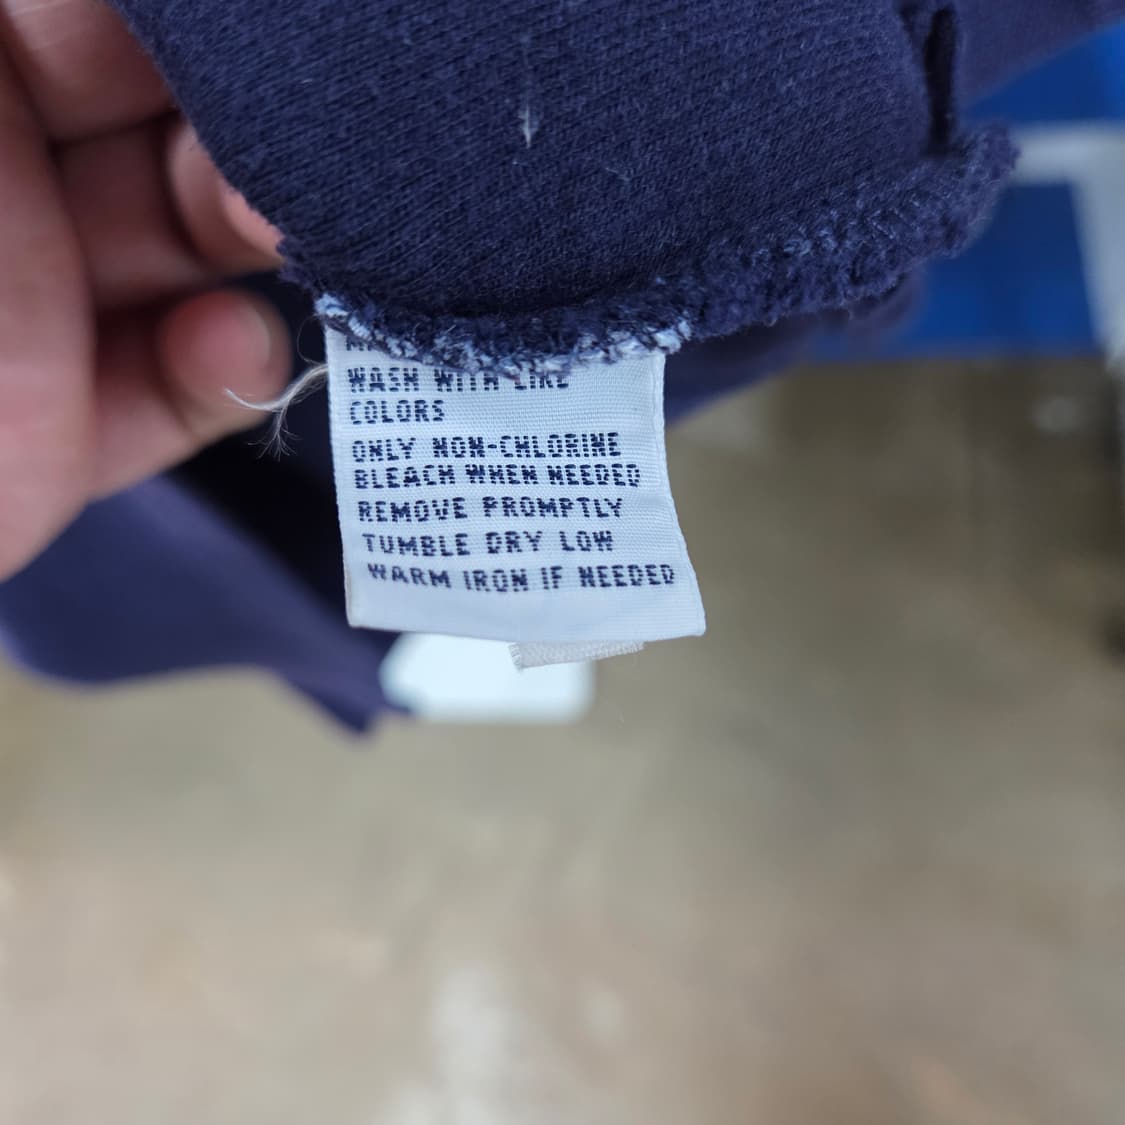 WASH WITH LIKE
COLORS
ONLY NON-CHLORINE
BLEACH WHEN NEEDED
REMOVE PROMPTLY
TUMBLE DRY LOW
WARM IRON IF NEEDED